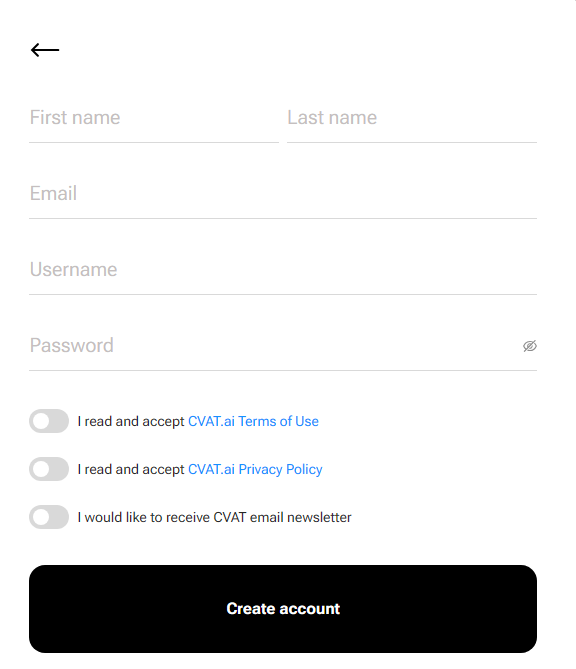 First name Last name
Email
Username
Password
I read and accept CVAT.ai Terms of Use
I read and accept CVAT.ai Privacy Policy
I would like to receive CVAT email newsletter
Create account